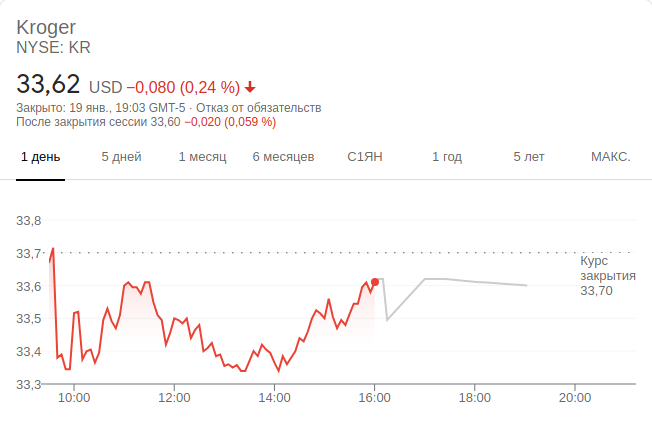 Kroger
NYSE: KR
33,62 USD −0,080 (0,24 %)
Закрыто: 19 янв., 19:03 GMT-5 · Отказ от обязательств
После закрытия сессии 33,60 −0,020 (0,059 %)
1 день 5 дней 1 месяц 6 месяцев С1ЯН 1 год 5 лет МАКС.
33,8
33,7
Курс
закрытия
33,70
33,6
33,5
33,4
33,3
10:00 12:00 14:00 16:00 18:00 20:00